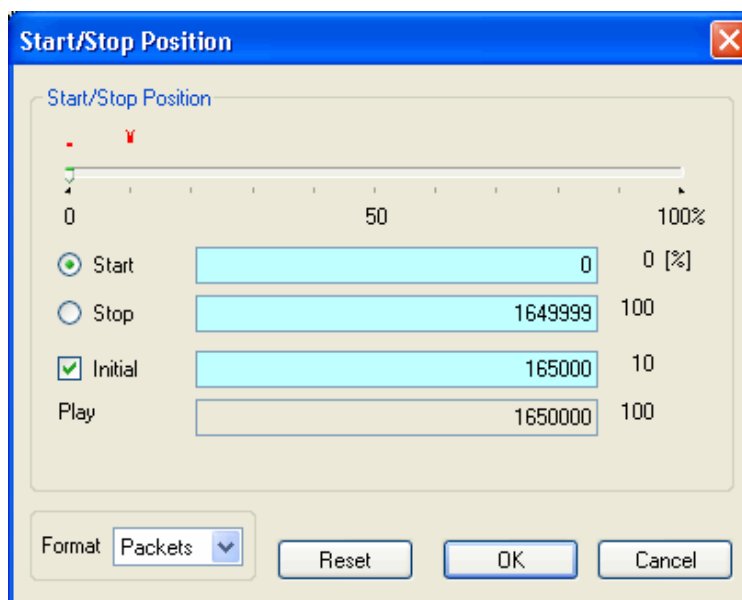 Start/Stop Position
Start/Stop Position
0 50 100%
Start 0 0 [%]
Stop 1649999 100
Initial 165000 10
Play 1650000 100
Format Packets Reset OK Cancel